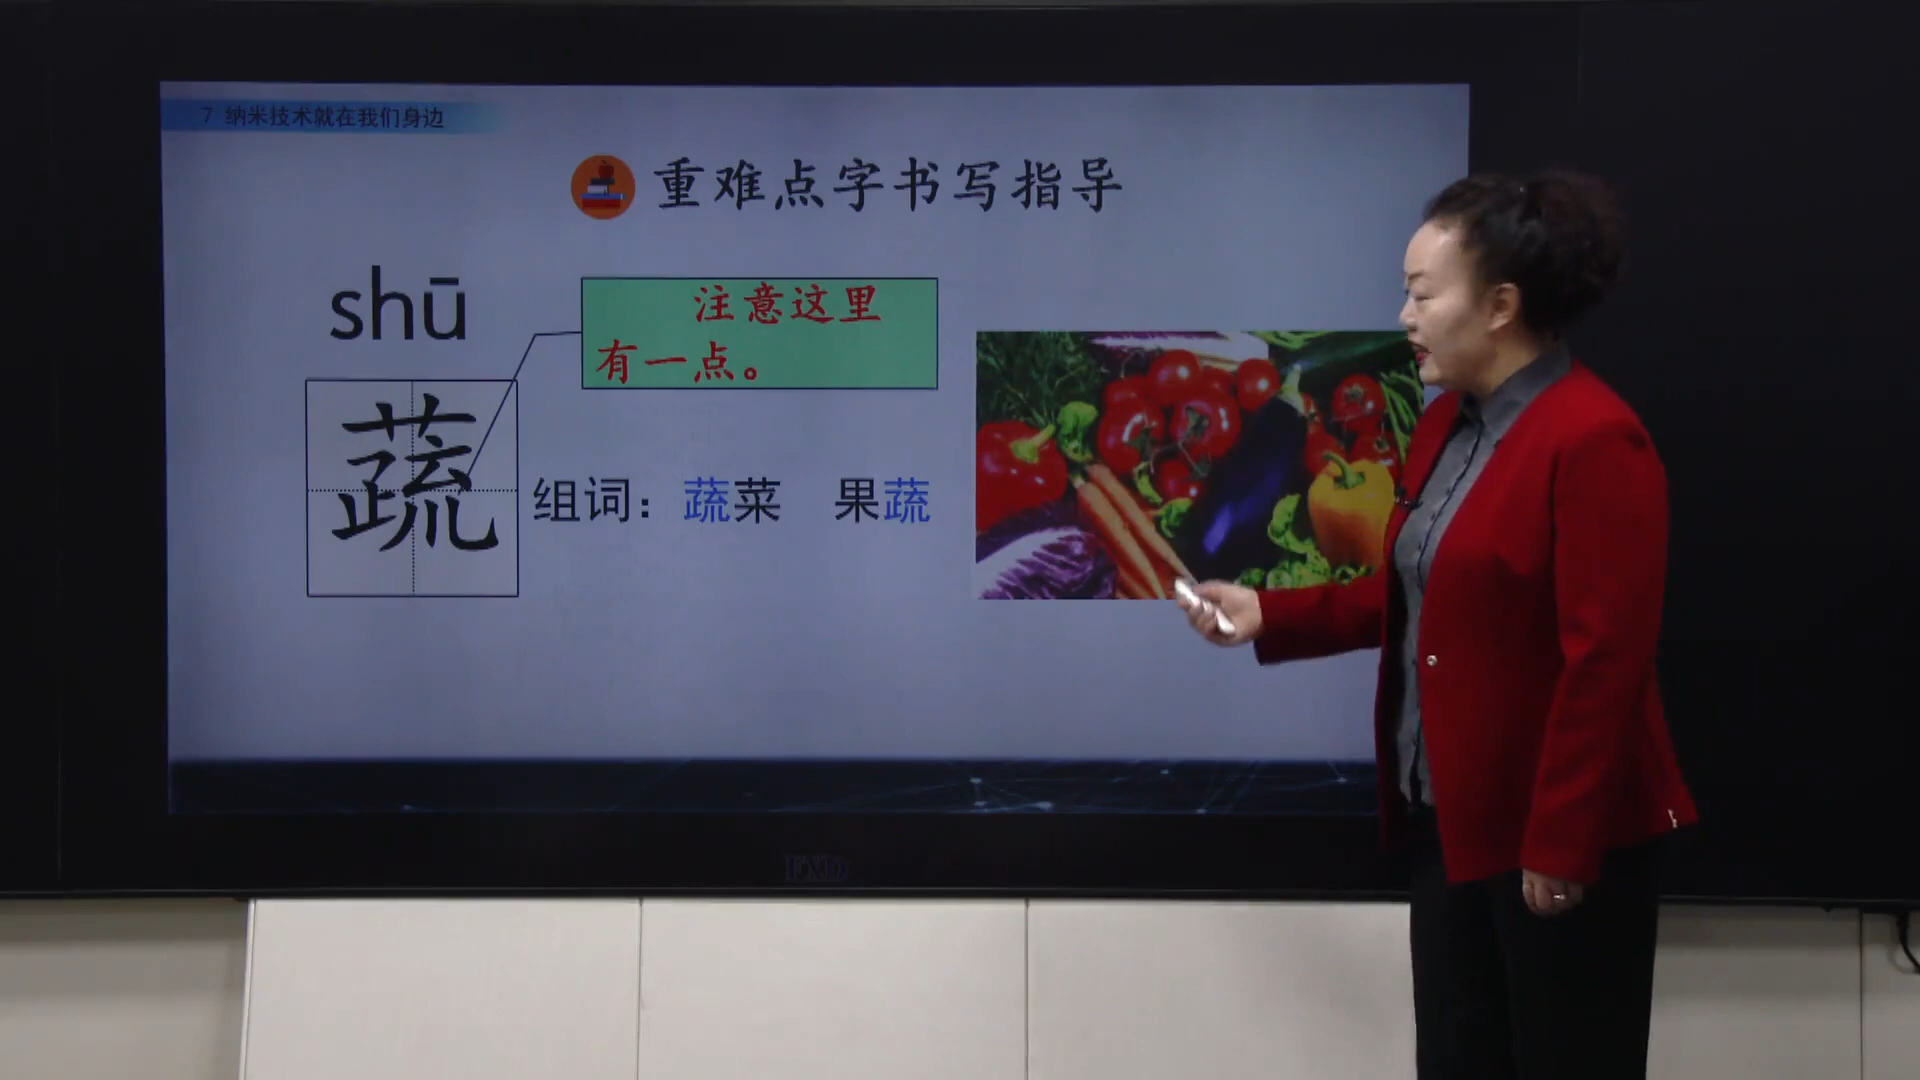 7 纳米技术就在我们身边
重难点字书写指导
shū
注意这里
有一点。
蔬
组词：蔬菜 果蔬